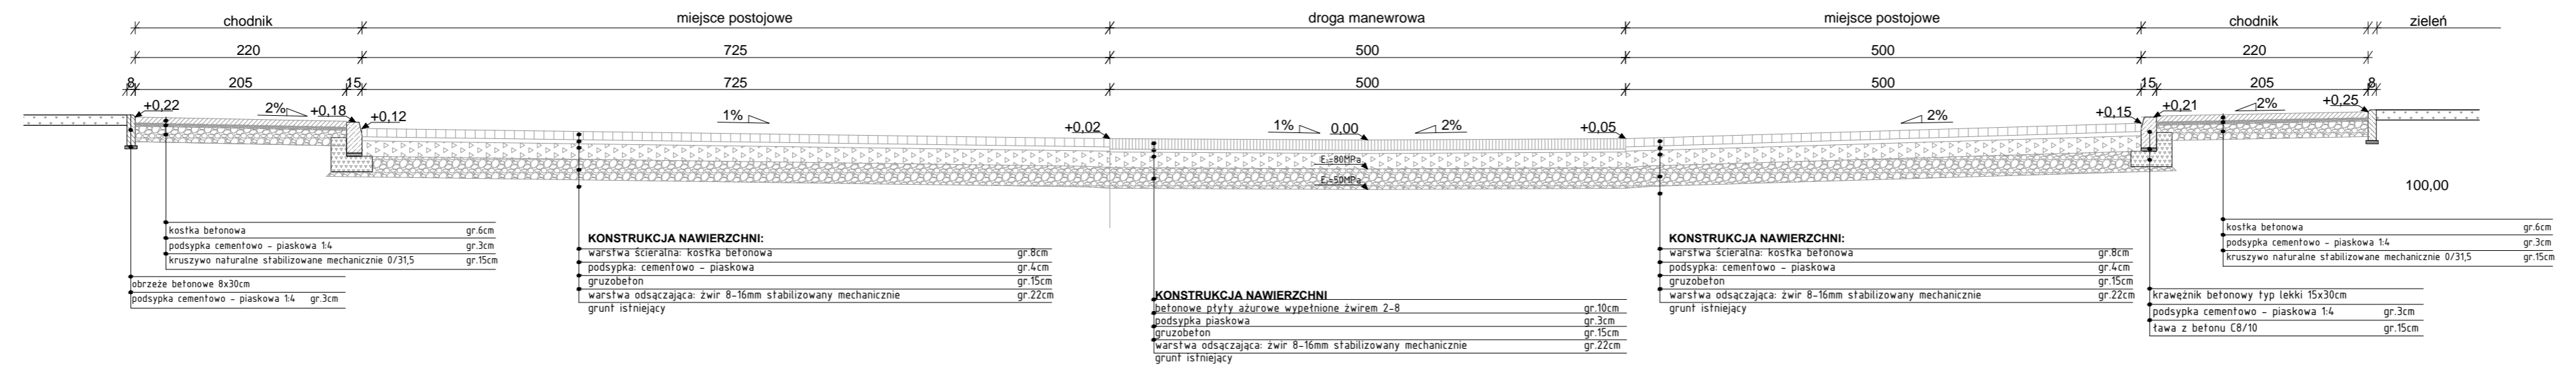 chodnik miejsce postojowe droga manewrowa miejsce postojowe chodnik zieleń
220 725 500 500 220
8 205 15 725 500 500 15 205 8
+0,22 2% +0,18 +0,12 1% +0,02 1% 0,00 2% +0,05 2% +0,15 +0,21 2% +0,25
E₂=80MPa
E₂=50MPa
100,00
kostka betonowa gr.6cm
podsypka cementowo - piaskowa 1:4 gr.3cm
kruszywo naturalne stabilizowane mechanicznie 0/31,5 gr.15cm
obrzeże betonowe 8x30cm
podsypka cementowo - piaskowa 1:4 gr.3cm
KONSTRUKCJA NAWIERZCHNI:
warstwa ścieralna: kostka betonowa gr.8cm
podsypka: cementowo - piaskowa gr.4cm
gruzobeton gr.15cm
warstwa odsączająca: żwir 8-16mm stabilizowany mechanicznie gr.22cm
grunt istniejący
KONSTRUKCJA NAWIERZCHNI
betonowe płyty ażurowe wypełnione żwirem 2-8 gr.10cm
podsypka piaskowa gr.3cm
gruzobeton gr.15cm
warstwa odsączająca: żwir 8-16mm stabilizowany mechanicznie gr.22cm
grunt istniejący
KONSTRUKCJA NAWIERZCHNI:
warstwa ścieralna: kostka betonowa gr.8cm
podsypka: cementowo - piaskowa gr.4cm
gruzobeton gr.15cm
warstwa odsączająca: żwir 8-16mm stabilizowany mechanicznie gr.22cm
grunt istniejący
kostka betonowa gr.6cm
podsypka cementowo - piaskowa 1:4 gr.3cm
kruszywo naturalne stabilizowane mechanicznie 0/31,5 gr.15cm
krawężnik betonowy typ lekki 15x30cm
podsypka cementowo - piaskowa 1:4 gr.3cm
ława z betonu C8/10 gr.15cm